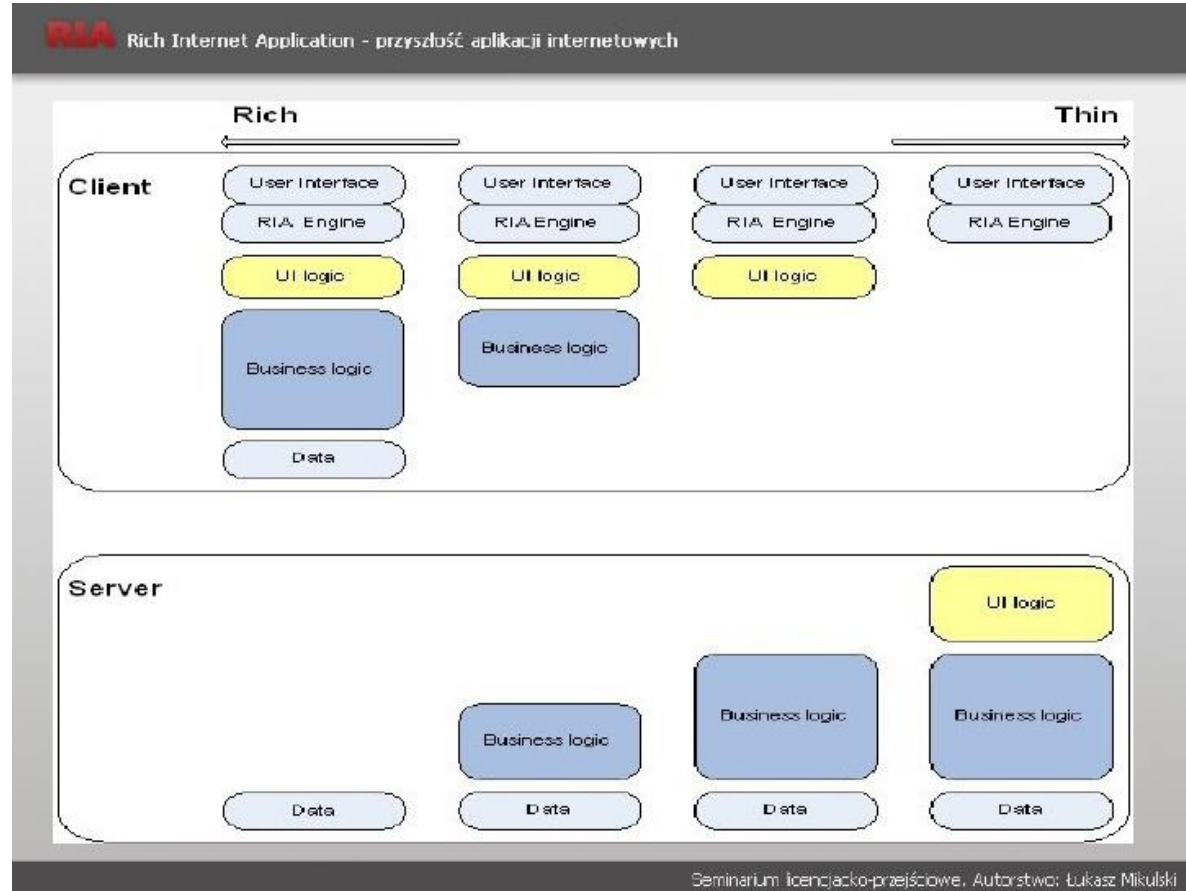 RIA Rich Internet Application - przyszłość aplikacji internetowych
Rich Thin
Client
User Interface User Interface User Interface User Interface
RIA Engine RIA Engine RIA Engine RIA Engine
UI logic UI logic UI logic
Business logic Business logic
Data
Server
UI logic
Business logic Business logic Business logic
Data Data Data Data
Seminarium licencjacko-przejściowe, Autorstwo: Łukasz Mikulski